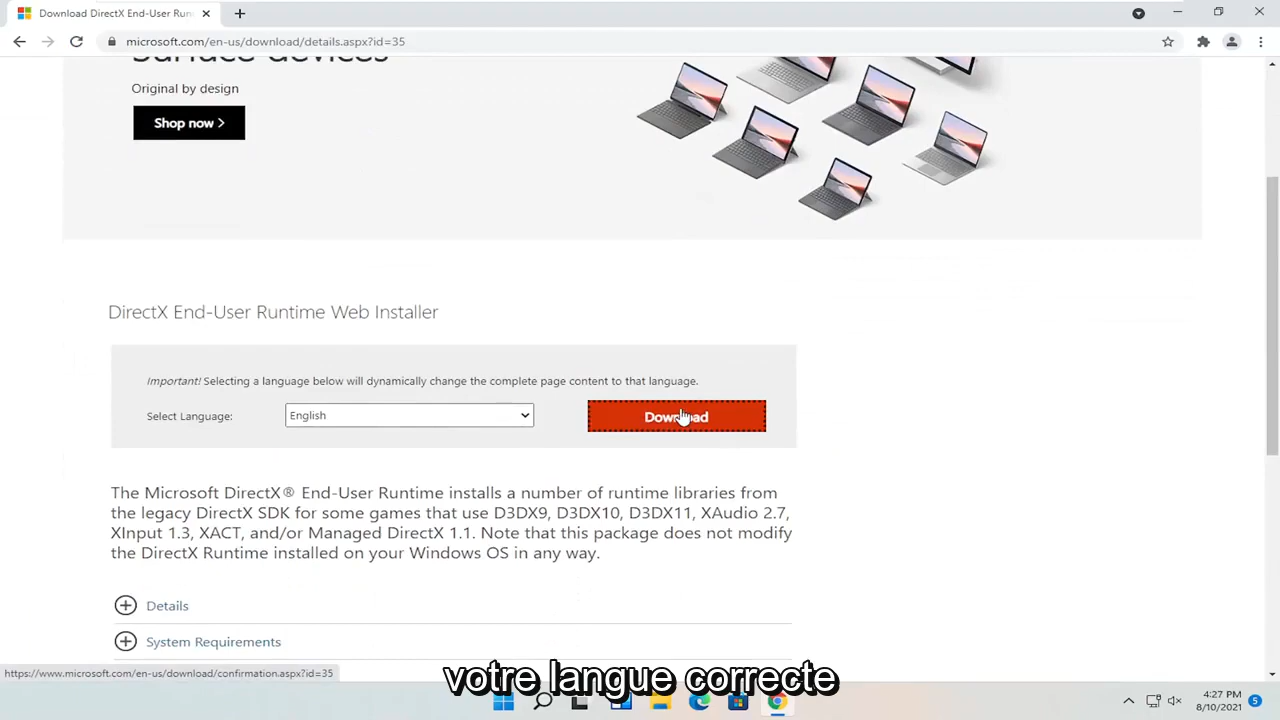 Download DirectX End-User Run
microsoft.com/en-us/download/details.aspx?id=35
Surface devices
Original by design
Shop now >
DirectX End-User Runtime Web Installer
Important! Selecting a language below will dynamically change the complete page content to that language.
Select Language:
English
Download
The Microsoft DirectX® End-User Runtime installs a number of runtime libraries from
the legacy DirectX SDK for some games that use D3DX9, D3DX10, D3DX11, XAudio 2.7,
XInput 1.3, XACT, and/or Managed DirectX 1.1. Note that this package does not modify
the DirectX Runtime installed on your Windows OS in any way.
Details
System Requirements
https://www.microsoft.com/en-us/download/confirmation.aspx?id=35
votre langue correcte
4:27 PM
8/10/2021
5